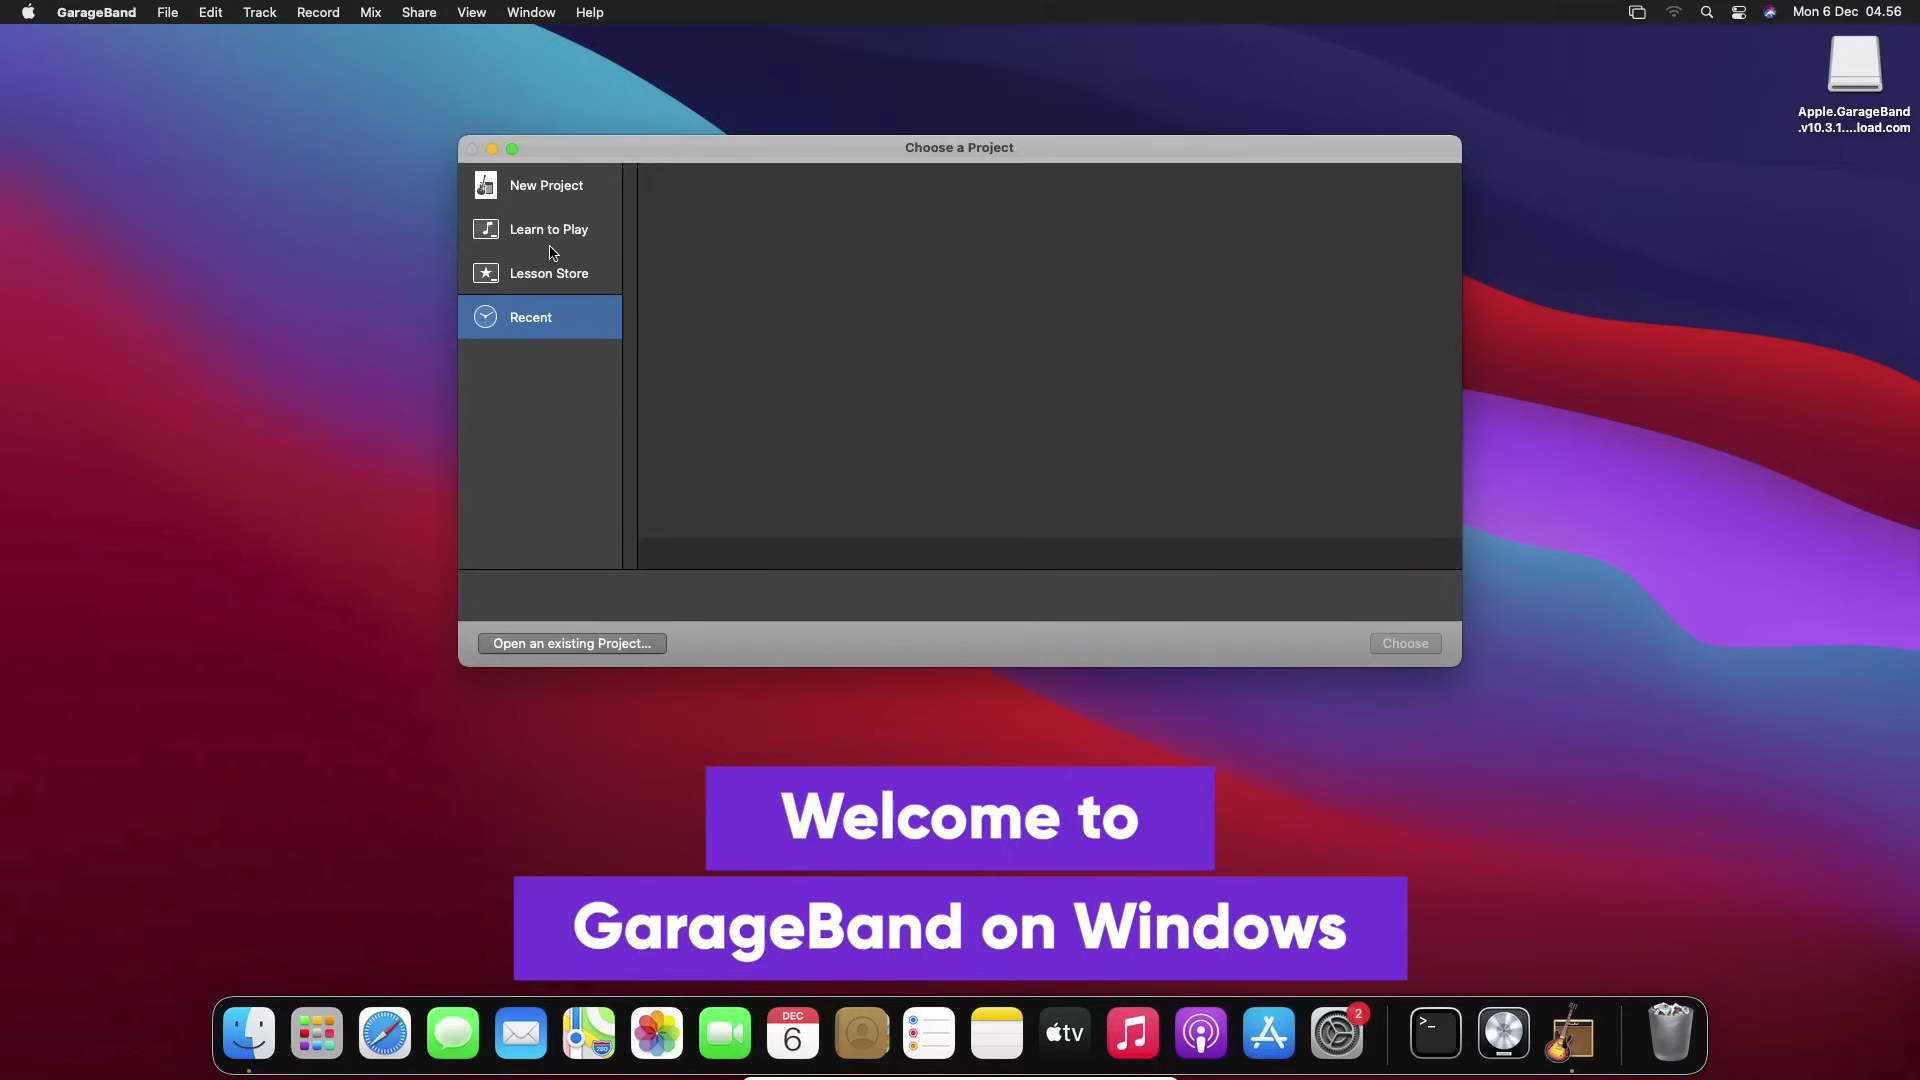 GarageBand File Edit Track Record Mix Share View Window Help Mon 6 Dec 04.56
Apple.GarageBand
.v10.3.1....load.com
Choose a Project
New Project
Learn to Play
Lesson Store
Recent
Open an existing Project... Choose
Welcome to
GarageBand on Windows
DEC
6
280
tv
2
>_